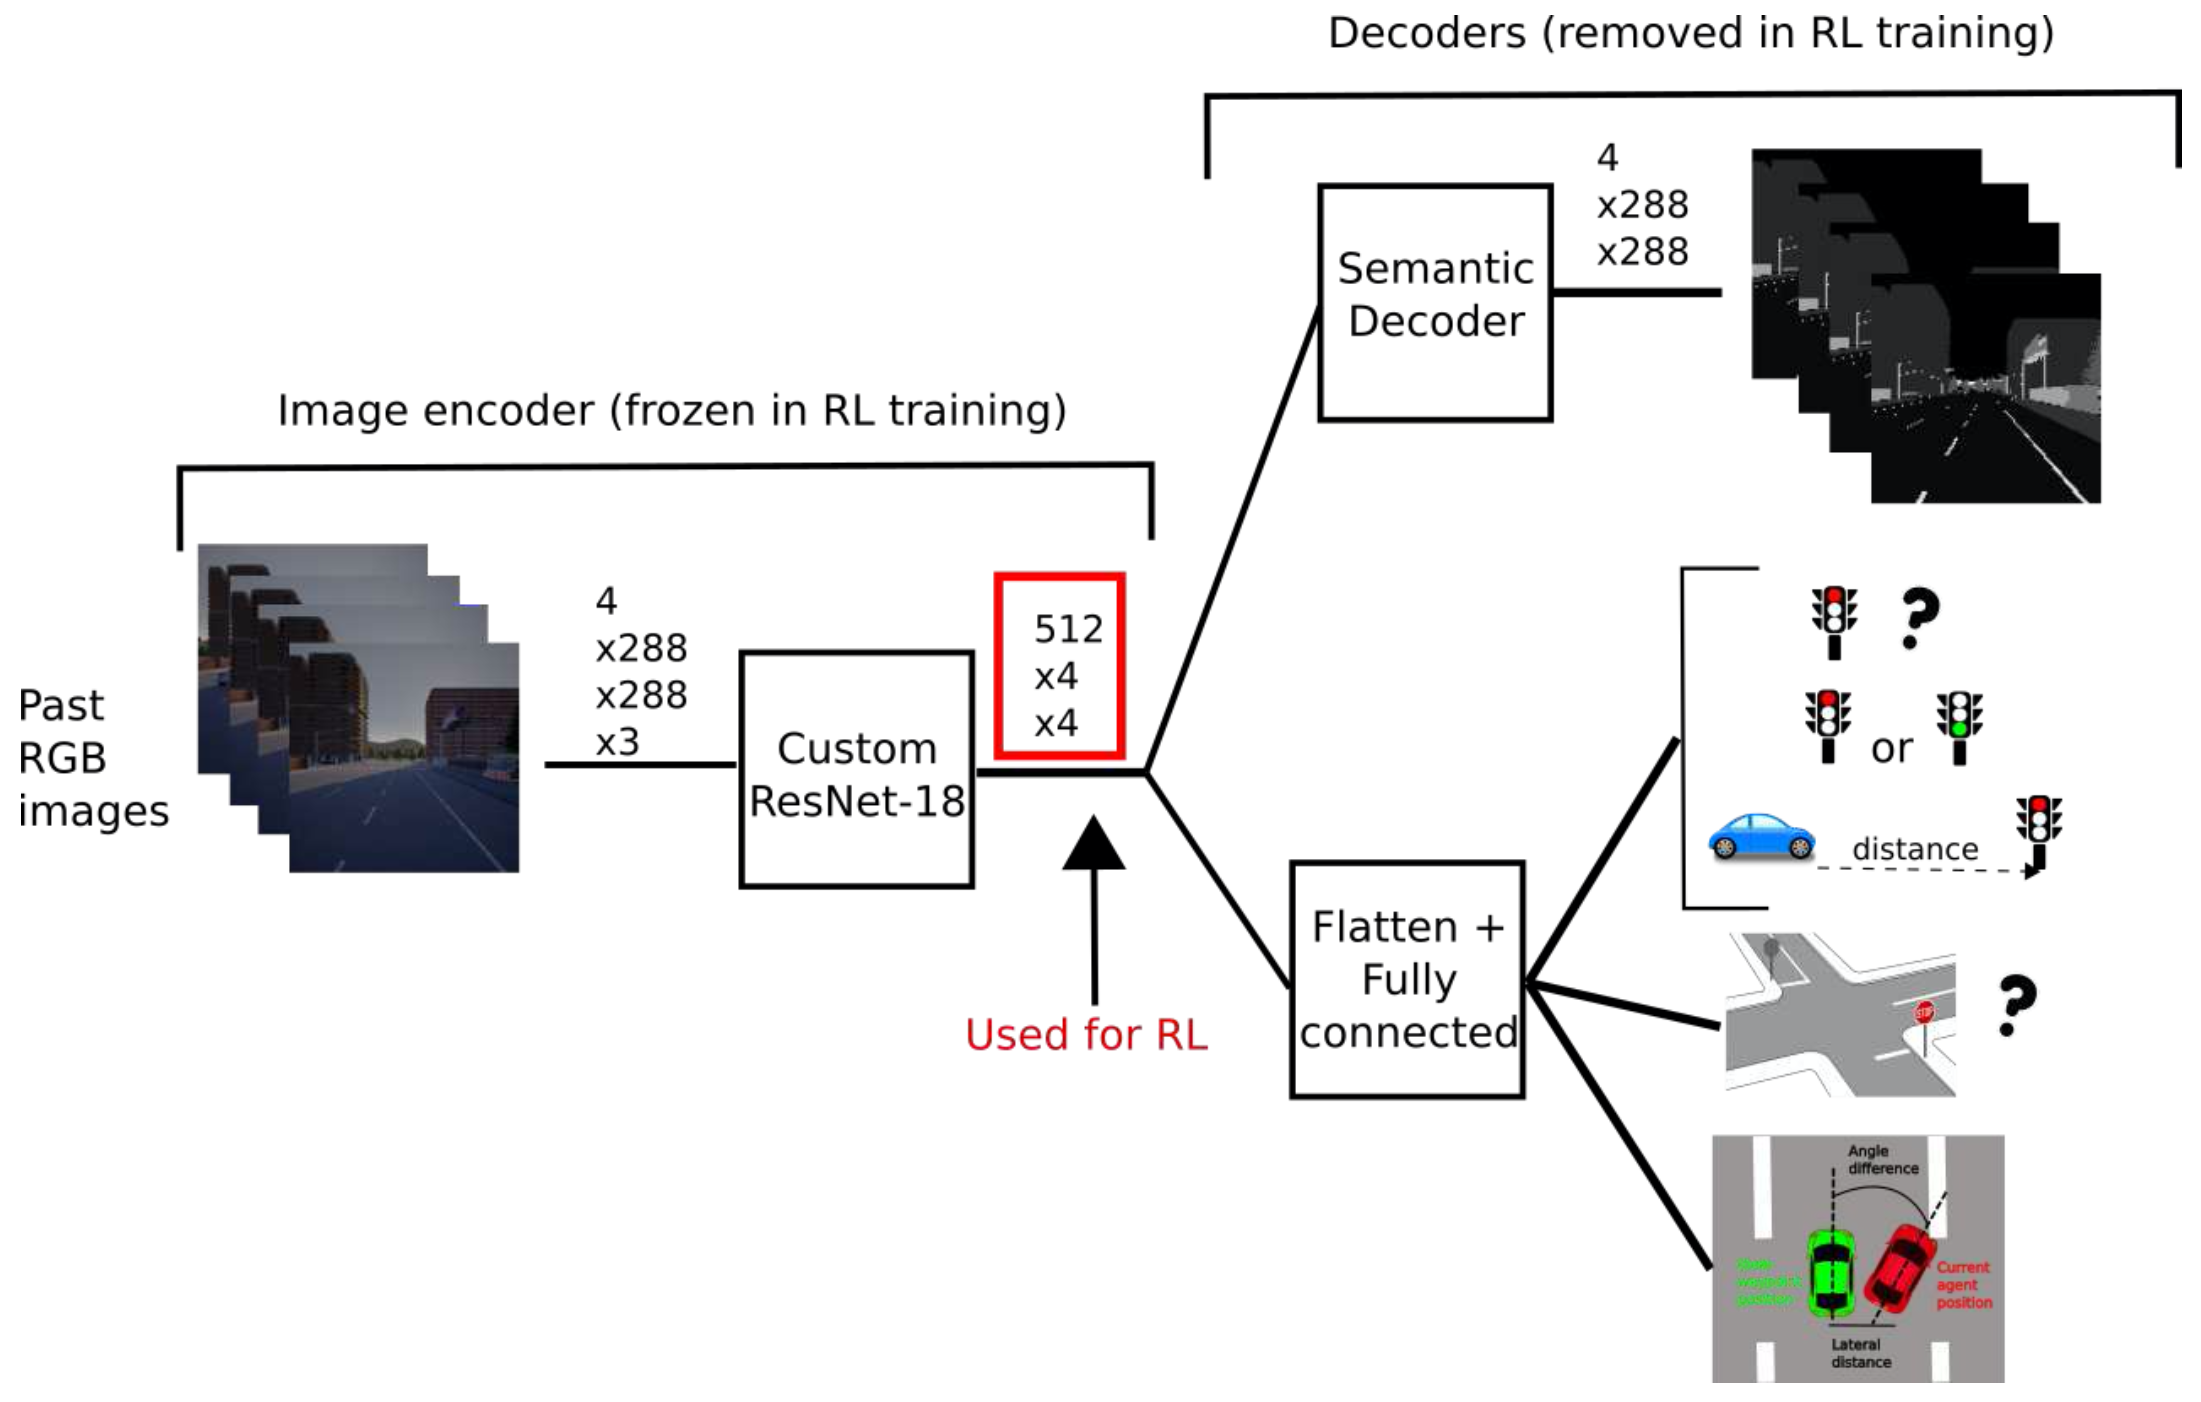 Decoders (removed in RL training)
4
x288
x288
Semantic
Decoder
Image encoder (frozen in RL training)
Past
RGB
images
4
x288
x288
x3
Custom
ResNet-18
512
x4
x4
Used for RL
Flatten +
Fully
connected
?
or
distance
STOP
?
Angle
difference
position
Current
agent
position
Lateral
distance